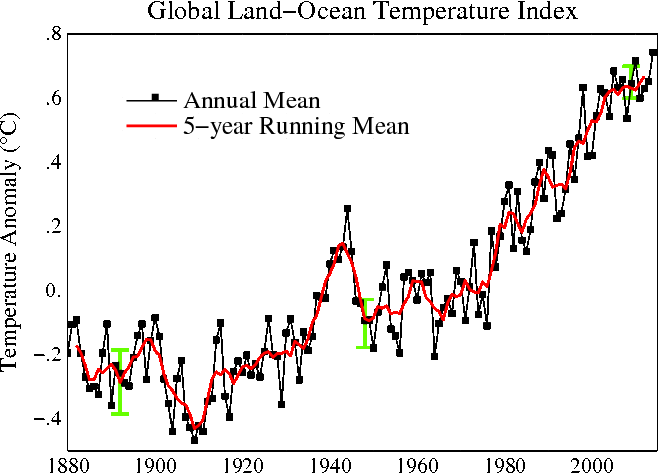 Global Land−Ocean Temperature Index
.8
.6
.4
.2
0.
−.2
−.4
Temperature Anomaly (°C)
Annual Mean
5−year Running Mean
1880 1900 1920 1940 1960 1980 2000